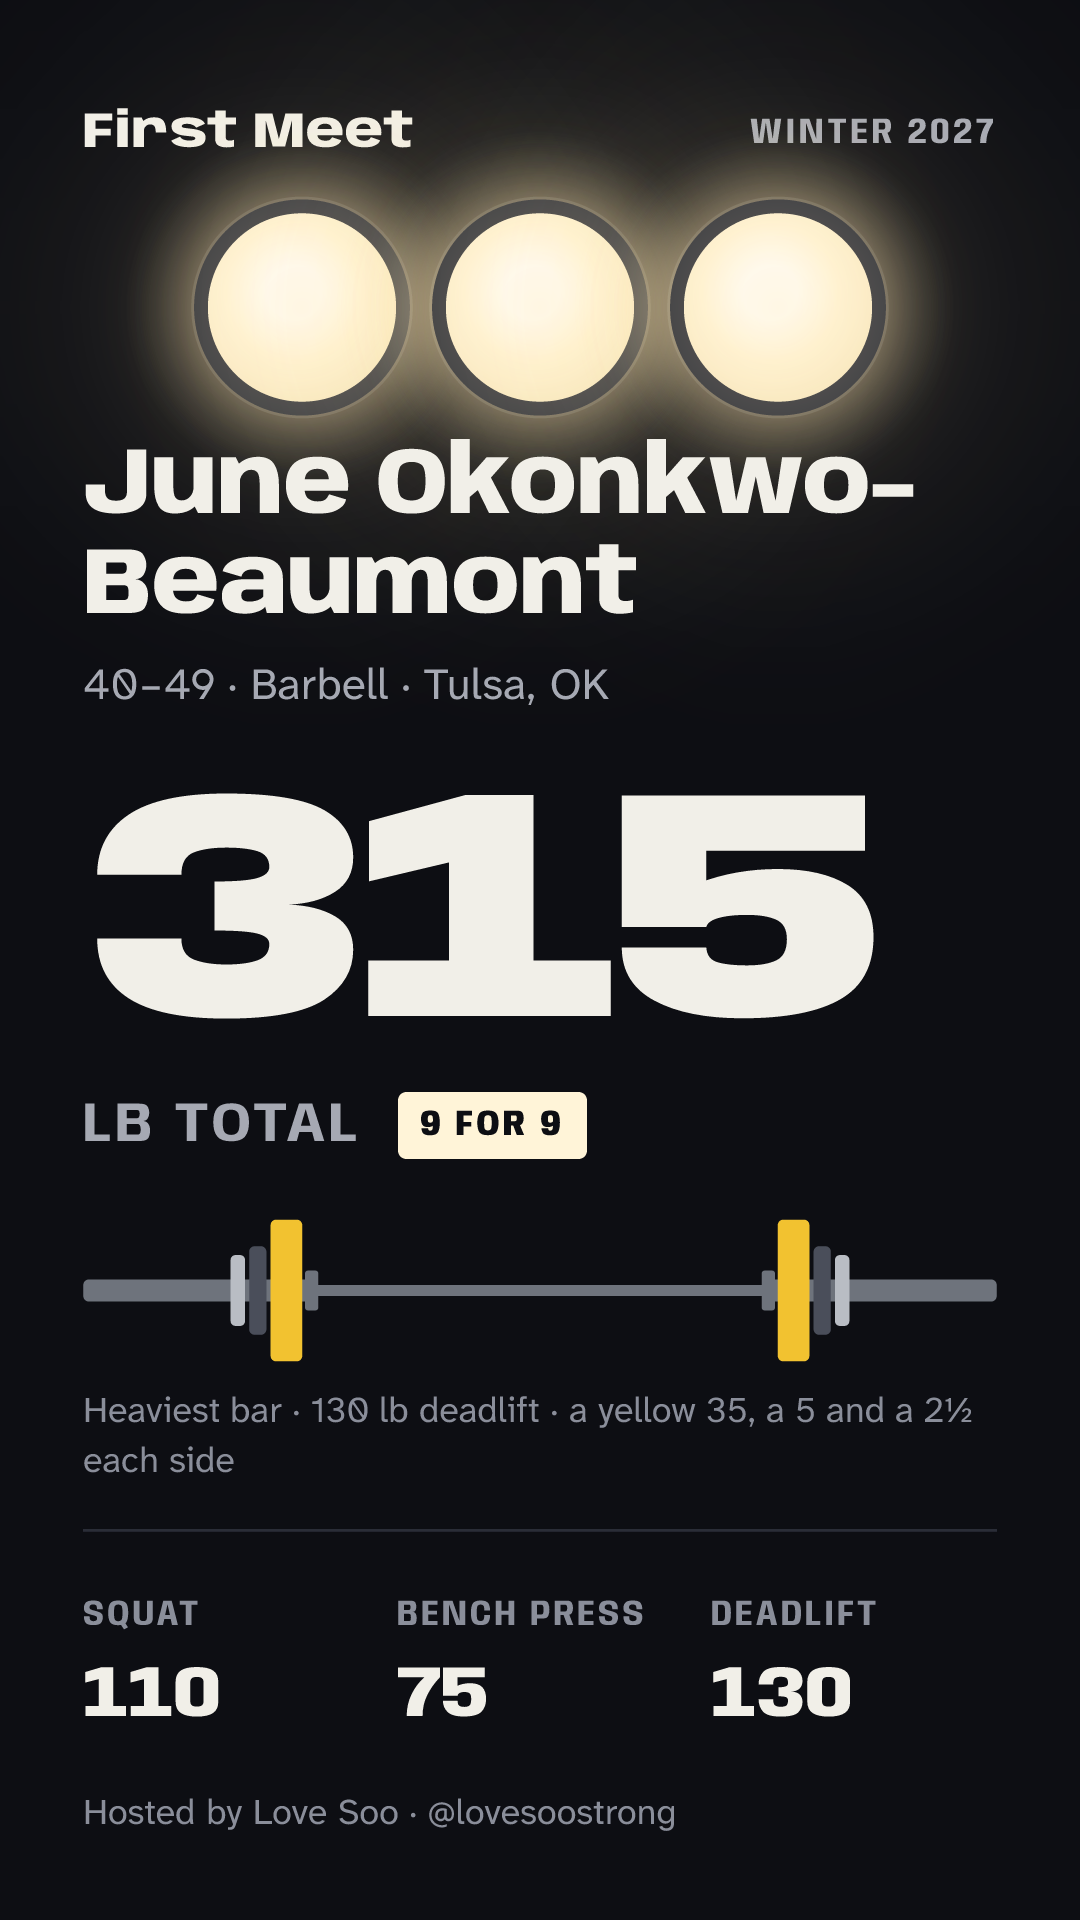 First Meet
WINTER 2027
June Okonkwo-
Beaumont
40–49 · Barbell · Tulsa, OK
315
LB TOTAL
9 FOR 9
Heaviest bar · 130 lb deadlift · a yellow 35, a 5 and a 2½
each side
SQUAT
BENCH PRESS
DEADLIFT
110
75
130
Hosted by Love Soo · @lovesoostrong